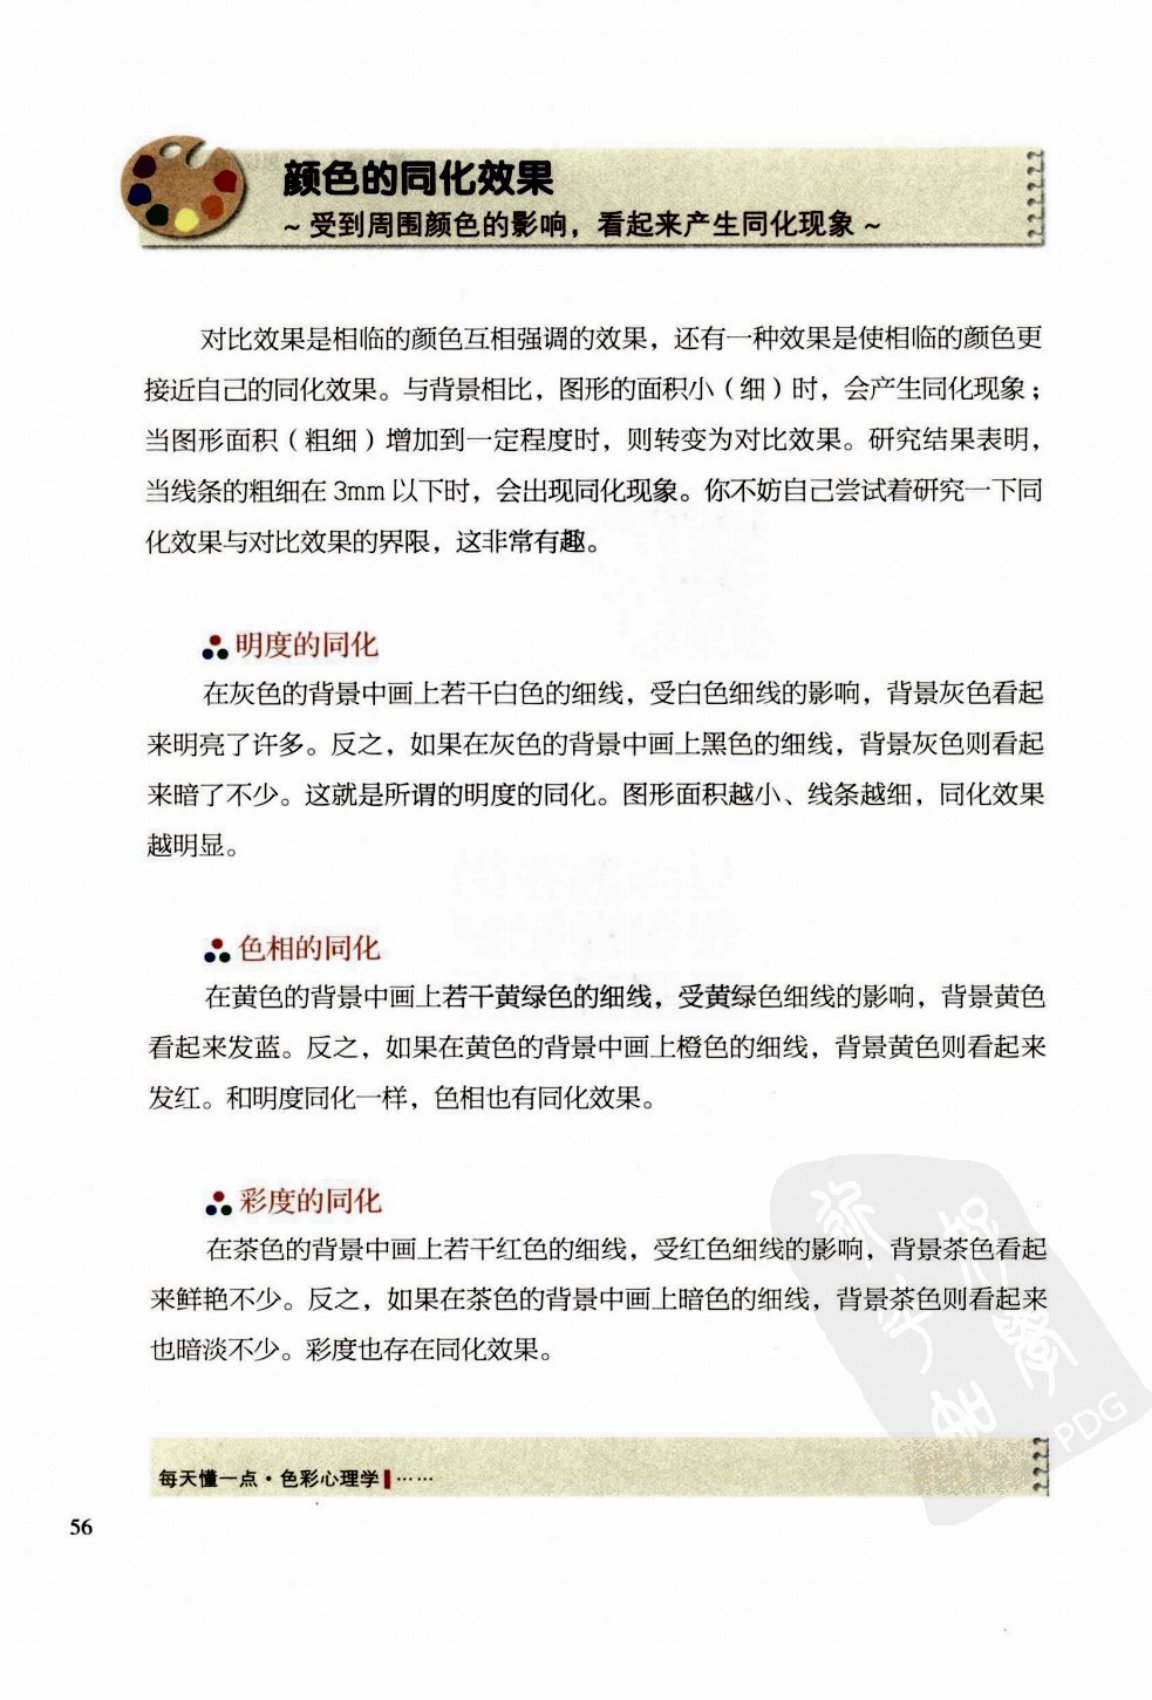 颜色的同化效果
~受到周围颜色的影响，看起来产生同化现象~
对比效果是相临的颜色互相强调的效果，还有一种效果是使相临的颜色更
接近自己的同化效果。与背景相比，图形的面积小（细）时，会产生同化现象；
当图形面积（粗细）增加到一定程度时，则转变为对比效果。研究结果表明，
当线条的粗细在3mm以下时，会出现同化现象。你不妨自己尝试着研究一下同
化效果与对比效果的界限，这非常有趣。
明度的同化
在灰色的背景中画上若干白色的细线，受白色细线的影响，背景灰色看起
来明亮了许多。反之，如果在灰色的背景中画上黑色的细线，背景灰色则看起
来暗了不少。这就是所谓的明度的同化。图形面积越小、线条越细，同化效果
越明显。
色相的同化
在黄色的背景中画上若干黄绿色的细线，受黄绿色细线的影响，背景黄色
看起来发蓝。反之，如果在黄色的背景中画上橙色的细线，背景黄色则看起来
发红。和明度同化一样，色相也有同化效果。
彩度的同化
在茶色的背景中画上若干红色的细线，受红色细线的影响，背景茶色看起
来鲜艳不少。反之，如果在茶色的背景中画上暗色的细线，背景茶色则看起来
也暗淡不少。彩度也存在同化效果。
PDG
每天懂一点·色彩心理学 ……
56